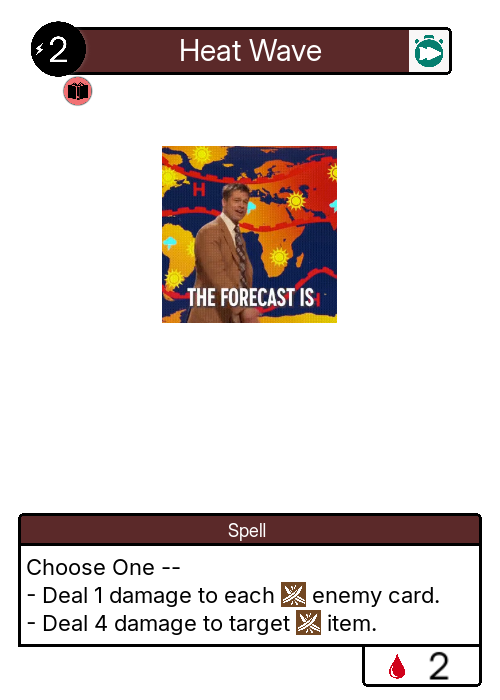 2
Heat Wave
H
THE FORECAST IS
Spell
Choose One --
- Deal 1 damage to each enemy card.
- Deal 4 damage to target item.
2